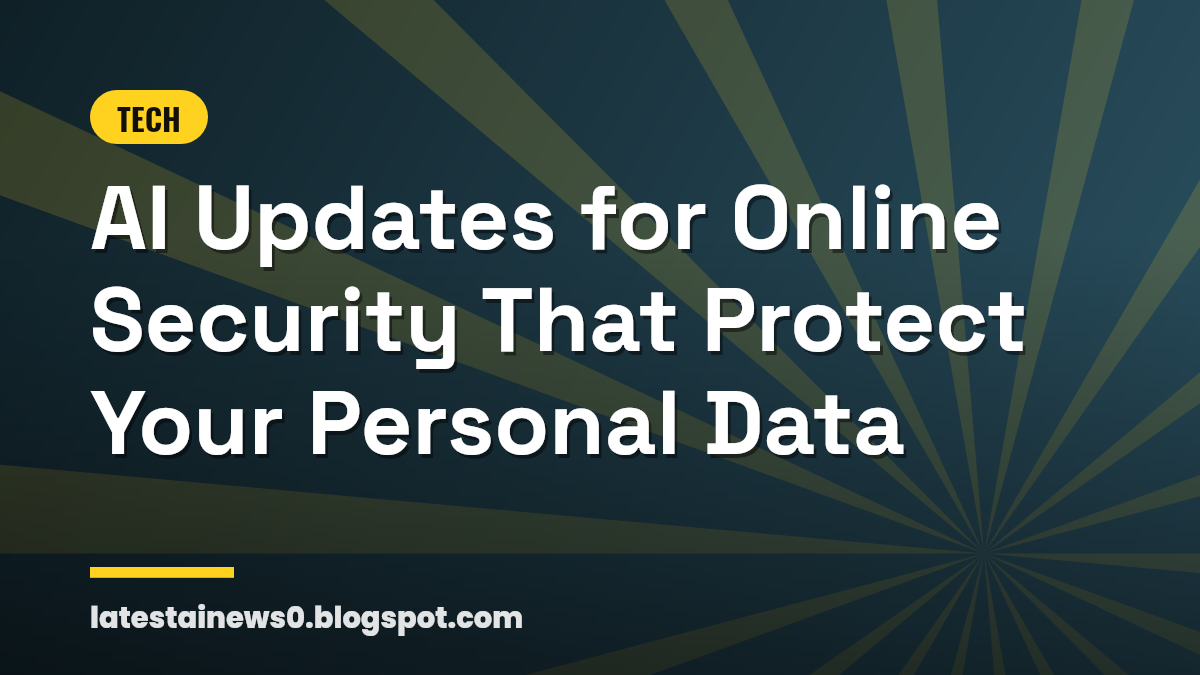 TECH
AI Updates for Online
Security That Protect
Your Personal Data
latestainews0.blogspot.com